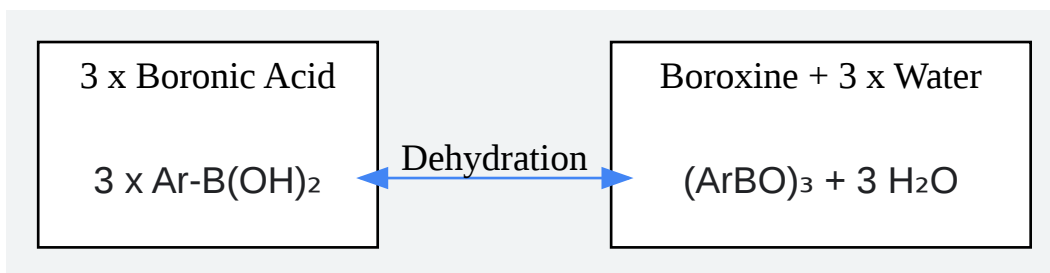 3 x Boronic Acid
3 x Ar-B(OH)₂
Dehydration
Boroxine + 3 x Water
(ArBO)₃ + 3 H₂O